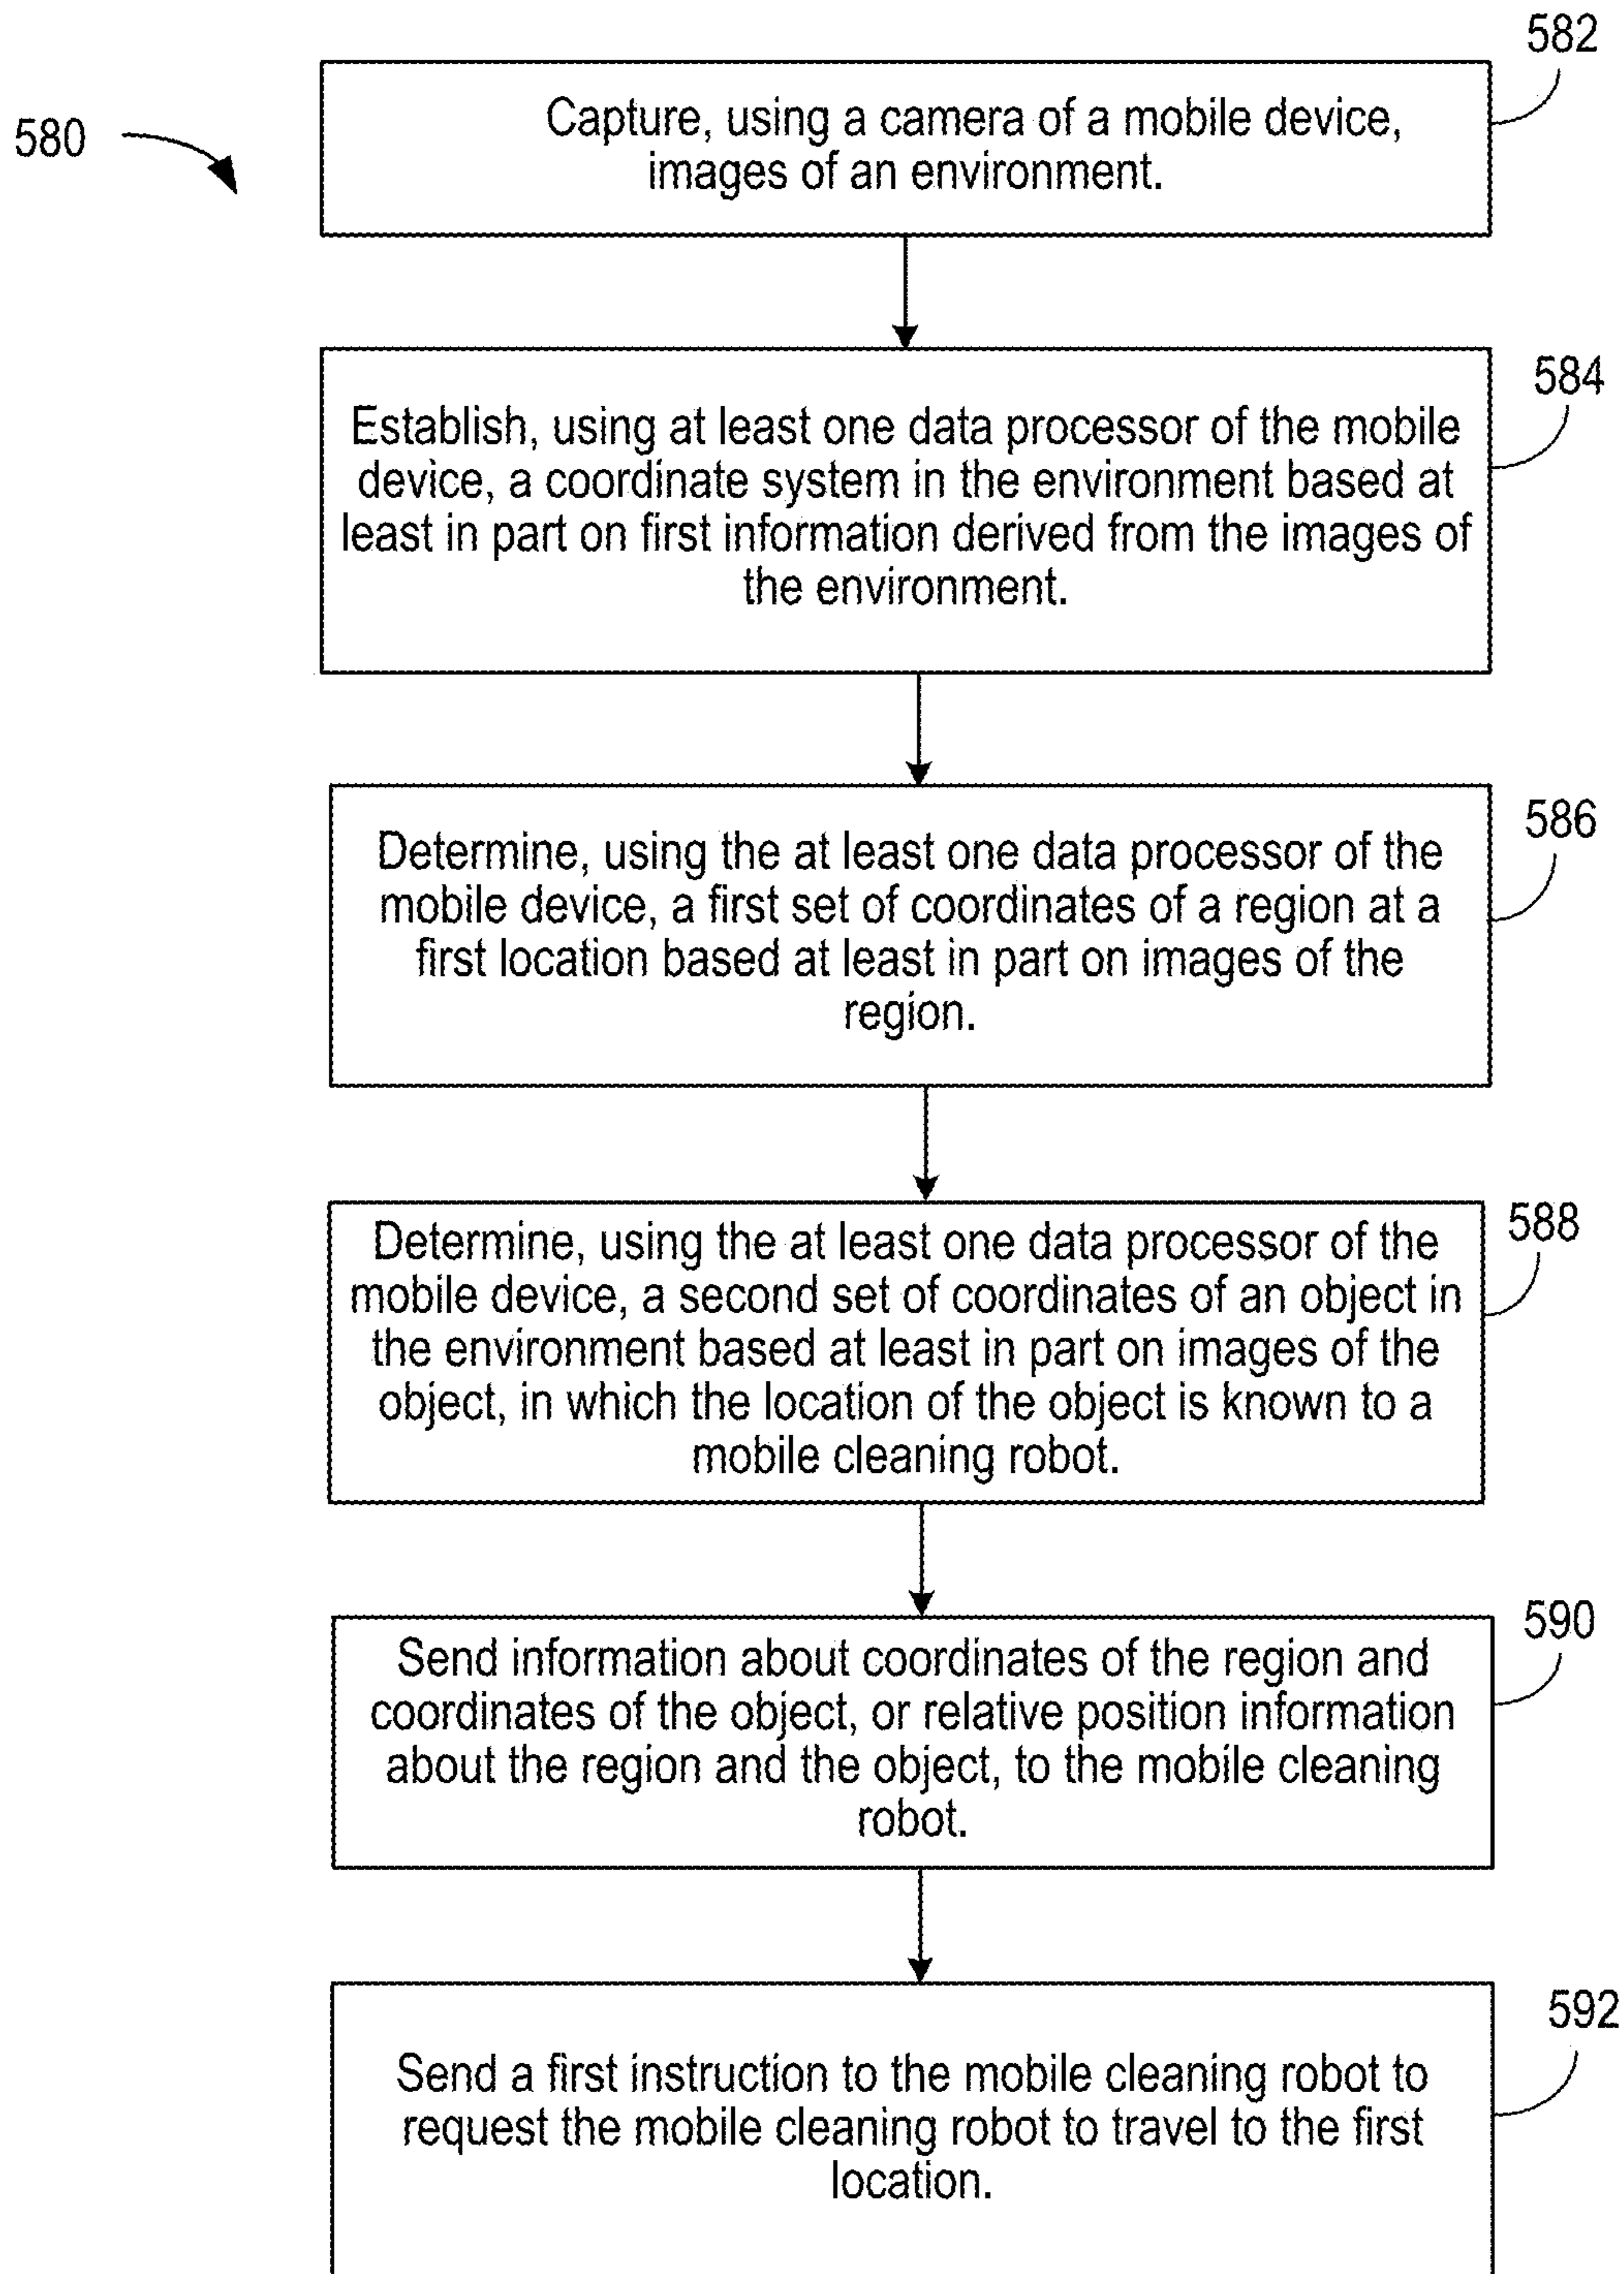 582
580
Capture, using a camera of a mobile device,
images of an environment.
584
Establish, using at least one data processor of the mobile
device, a coordinate system in the environment based at
least in part on first information derived from the images of
the environment.
586
Determine, using the at least one data processor of the
mobile device, a first set of coordinates of a region at a
first location based at least in part on images of the
region.
588
Determine, using the at least one data processor of the
mobile device, a second set of coordinates of an object in
the environment based at least in part on images of the
object, in which the location of the object is known to a
mobile cleaning robot.
590
Send information about coordinates of the region and
coordinates of the object, or relative position information
about the region and the object, to the mobile cleaning
robot.
592
Send a first instruction to the mobile cleaning robot to
request the mobile cleaning robot to travel to the first
location.